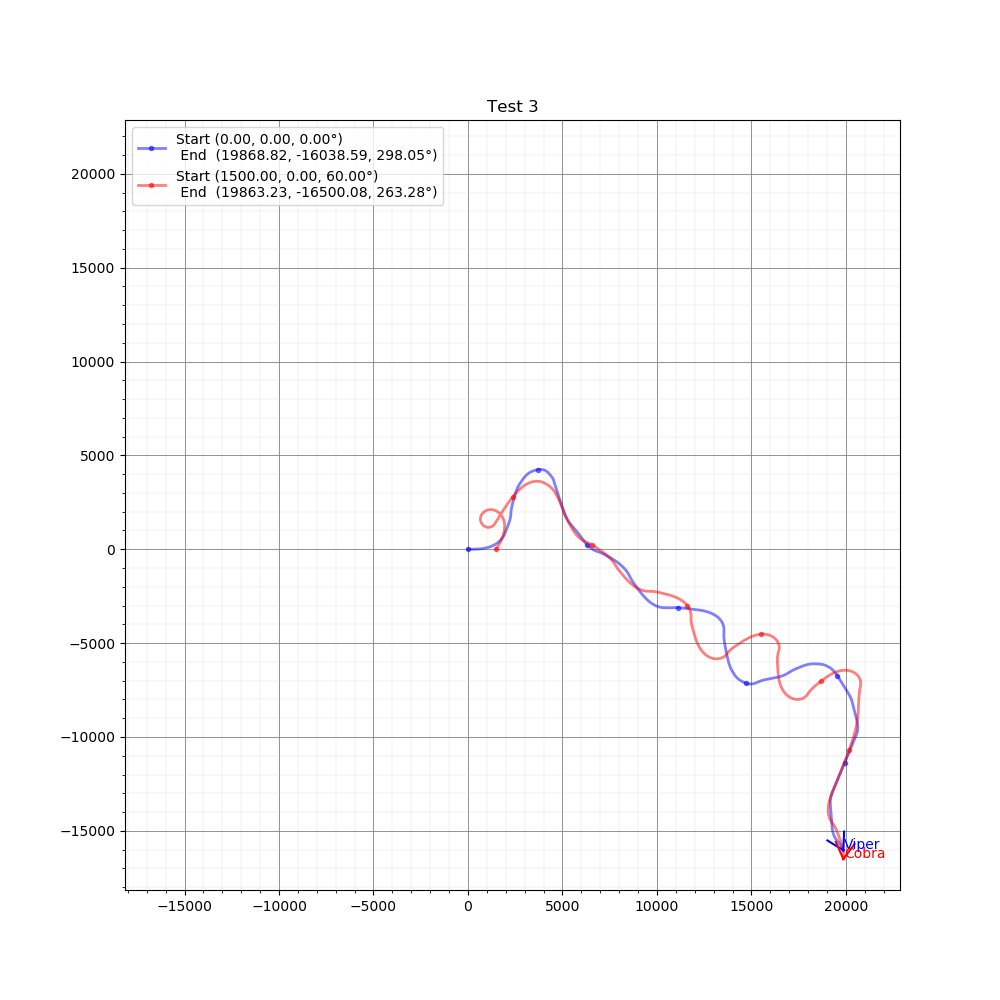 Test 3
Start (0.00, 0.00, 0.00°)
End  (19868.82, -16038.59, 298.05°)
Start (1500.00, 0.00, 60.00°)
End  (19863.23, -16500.08, 263.28°)
20000
15000
10000
5000
0
−5000
−10000
−15000
Viper
Cobra
−15000 −10000 −5000 0 5000 10000 15000 20000